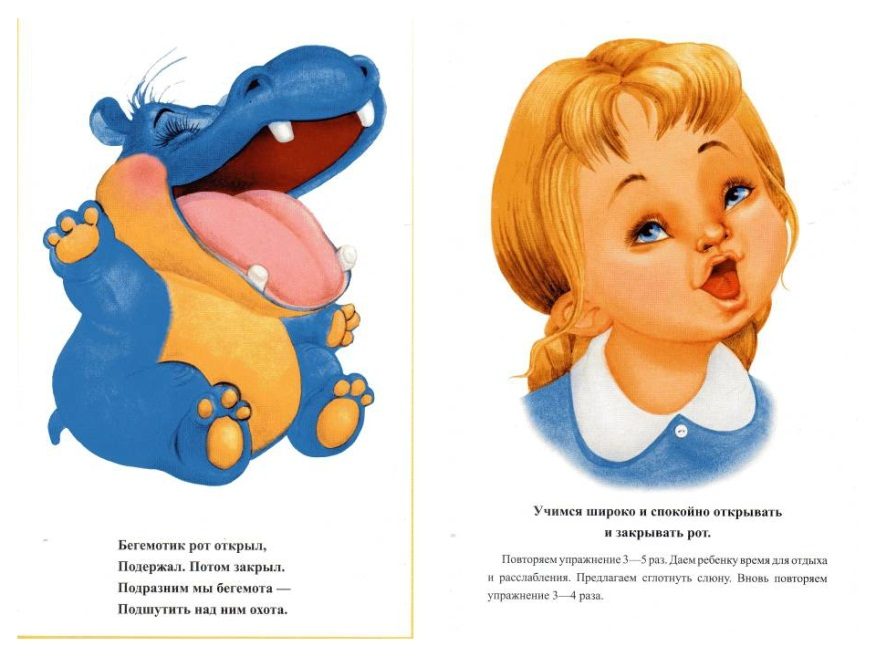 Бегемотик рот открыл,
Подержал. Потом закрыл.
Подразним мы бегемота —
Подшутить над ним охота.
Учимся широко и спокойно открывать
и закрывать рот.
Повторяем упражнение 3—5 раз. Даем ребенку время для отдыха
и расслабления. Предлагаем сглотнуть слюну. Вновь повторяем
упражнение 3—4 раза.